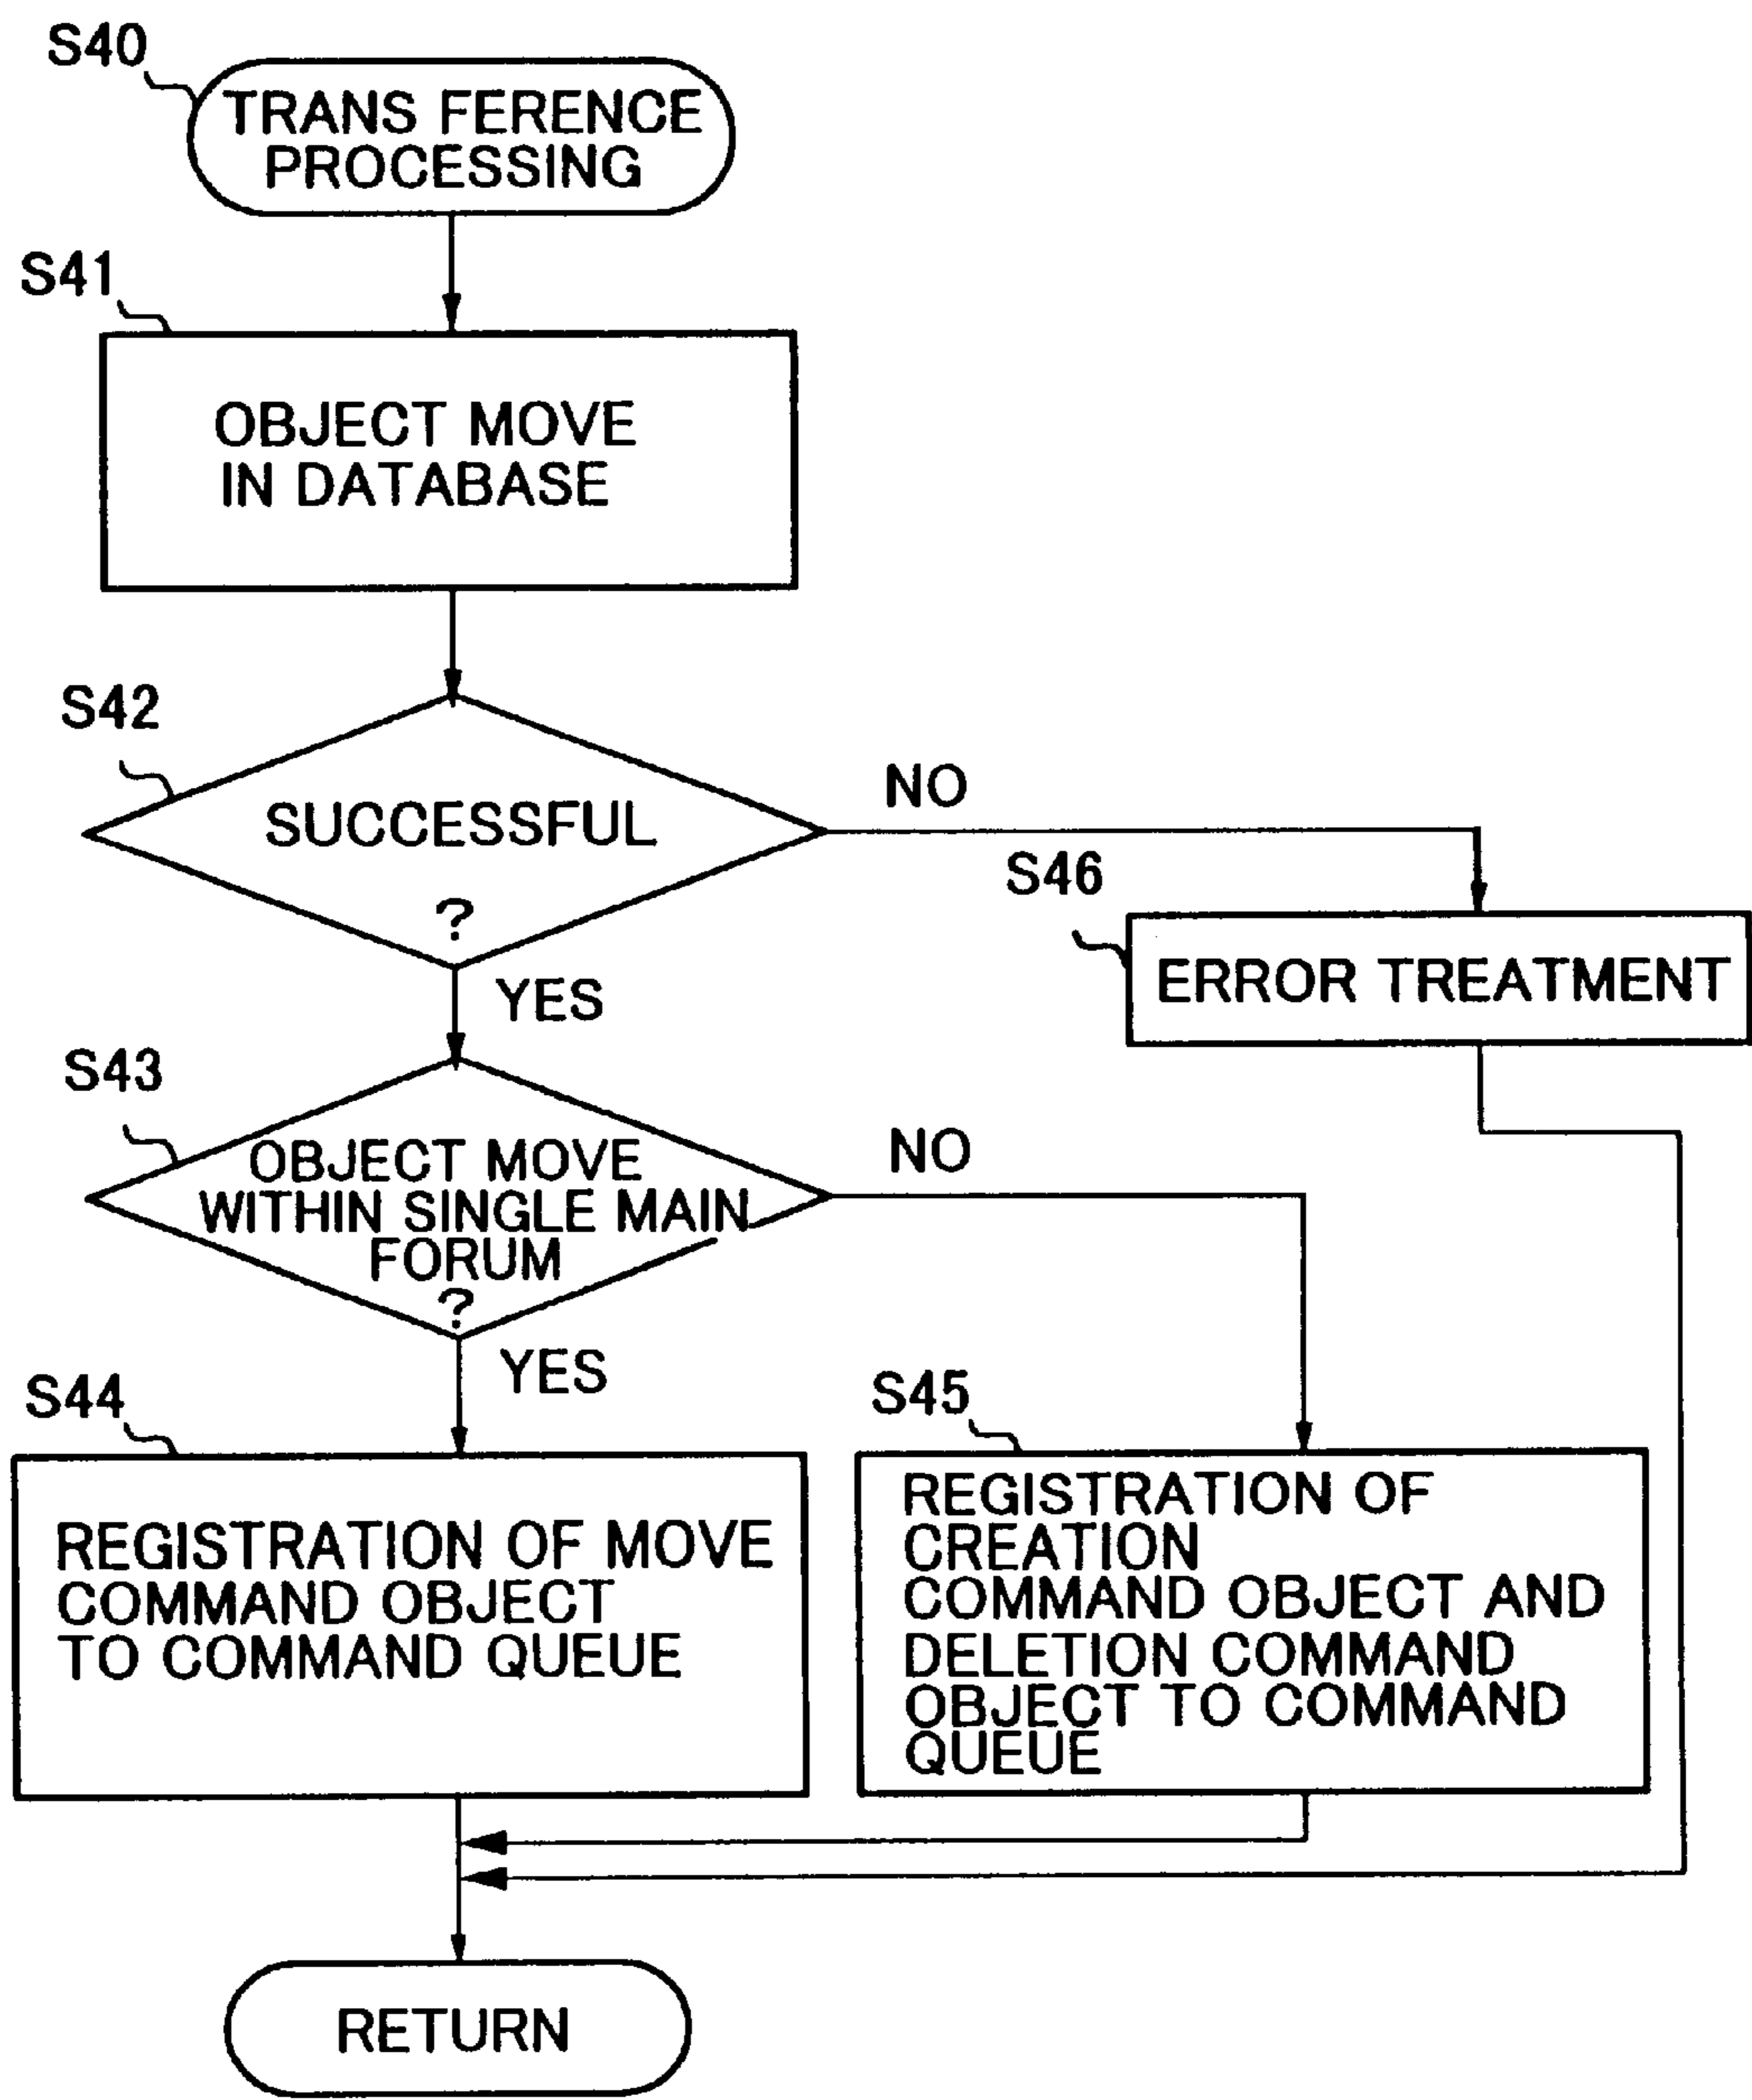 S40
TRANS FERENCE
PROCESSING
S41
OBJECT MOVE
IN DATABASE
S42
SUCCESSFUL
?
NO
YES
S46
ERROR TREATMENT
S43
OBJECT MOVE
WITHIN SINGLE MAIN
FORUM
?
NO
YES
S44
REGISTRATION OF MOVE
COMMAND OBJECT
TO COMMAND QUEUE
S45
REGISTRATION OF
CREATION
COMMAND OBJECT AND
DELETION COMMAND
OBJECT TO COMMAND
QUEUE
RETURN